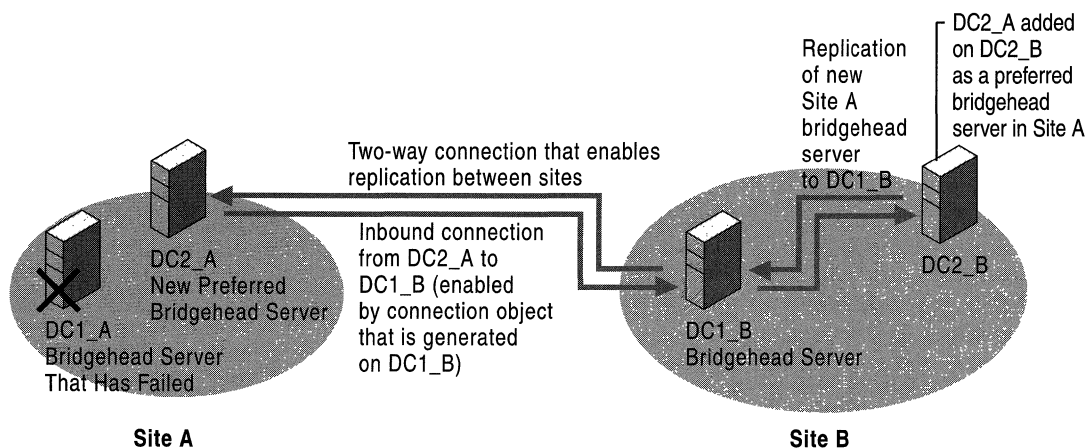 DC2_A added
on DC2_B
as a preferred
bridgehead
server in Site A
Replication
of new
Site A
bridgehead
server
to DC1_B
Two-way connection that enables
replication between sites
Inbound connection
from DC2_A to
DC1_B (enabled
by connection object
that is generated
on DC1_B)
DC2_A
New Preferred
Bridgehead Server
DC1_A
Bridgehead Server
That Has Failed
DC2_B
DC1_B
Bridgehead Server
Site A
Site B